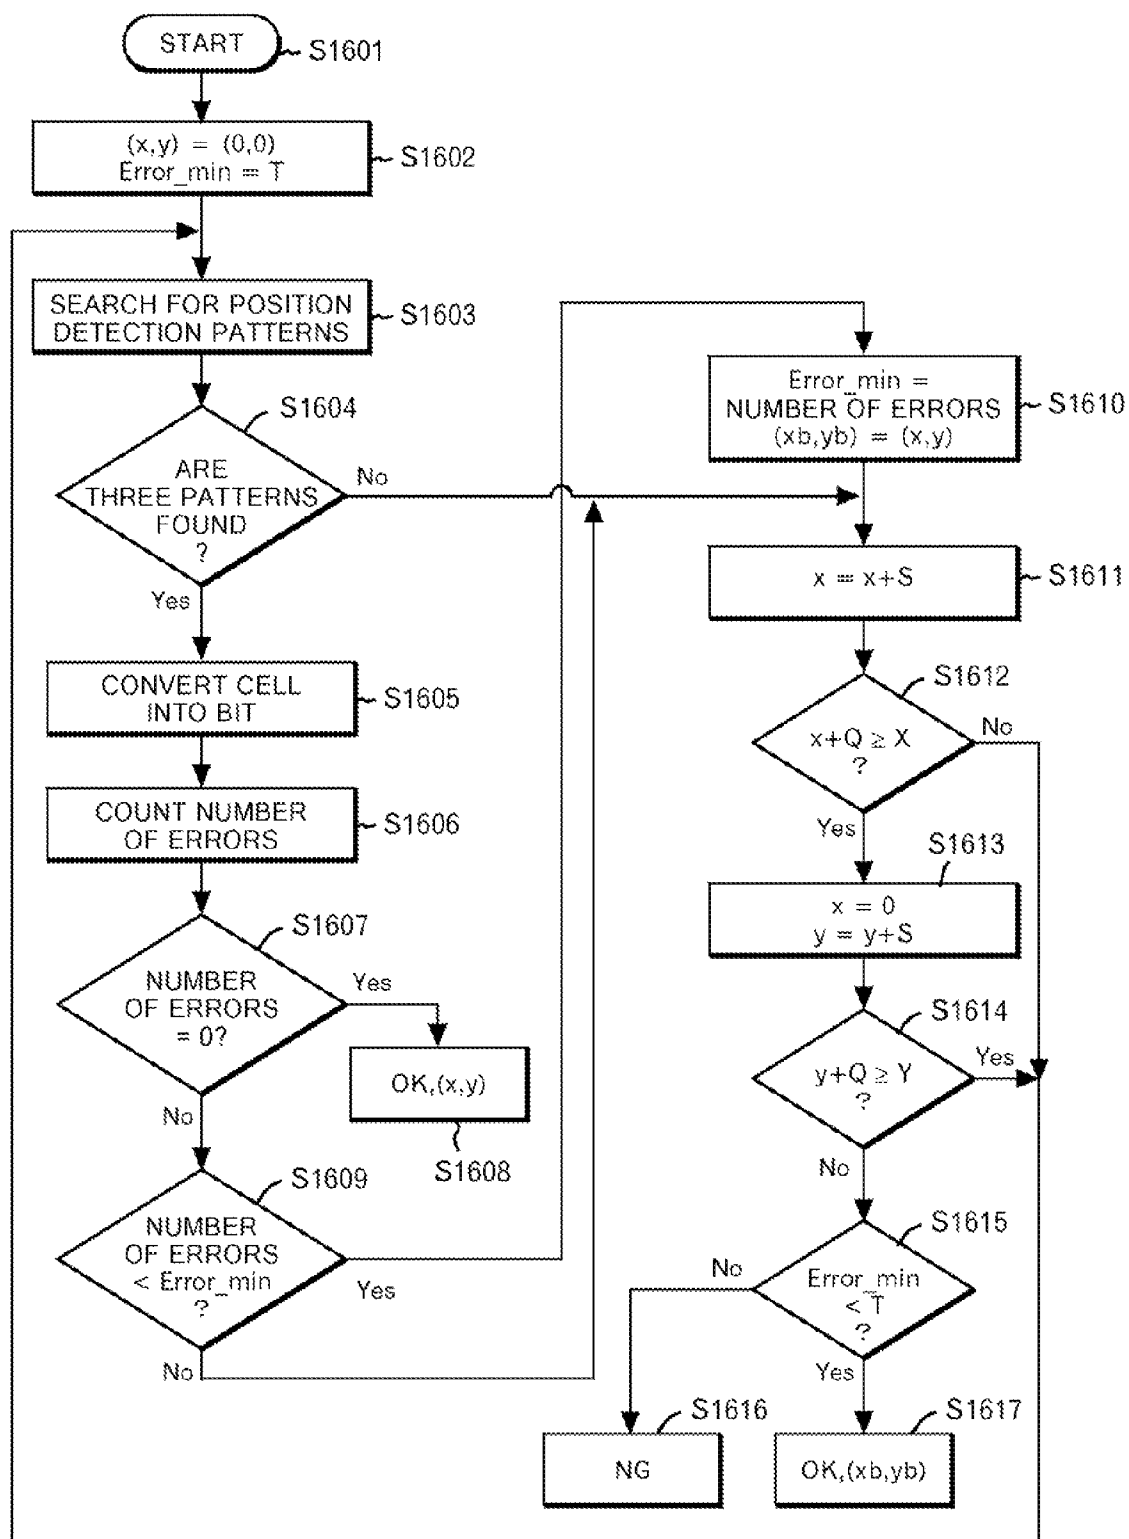 START
S1601
(x,y) = (0,0)
Error_min = T
S1602
SEARCH FOR POSITION
DETECTION PATTERNS
S1603
S1604
ARE
THREE PATTERNS
FOUND
?
No
Yes
CONVERT CELL
INTO BIT
S1605
COUNT NUMBER
OF ERRORS
S1606
S1607
NUMBER
OF ERRORS
= 0?
Yes
No
OK,(x,y)
S1608
S1609
NUMBER
OF ERRORS
< Error_min
?
Yes
No
Error_min =
NUMBER OF ERRORS
(xb,yb) = (x,y)
S1610
x = x+S
S1611
S1612
x+Q ≥ X
?
No
Yes
S1613
x = 0
y = y+S
S1614
y+Q ≥ Y
?
Yes
No
S1615
Error_min
< T
?
No
Yes
S1616
NG
S1617
OK,(xb,yb)